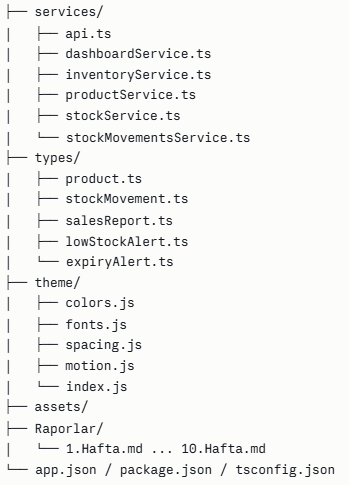 ├── services/
│   ├── api.ts
│   ├── dashboardService.ts
│   ├── inventoryService.ts
│   ├── productService.ts
│   ├── stockService.ts
│   └── stockMovementsService.ts
├── types/
│   ├── product.ts
│   ├── stockMovement.ts
│   ├── salesReport.ts
│   ├── lowStockAlert.ts
│   └── expiryAlert.ts
├── theme/
│   ├── colors.js
│   ├── fonts.js
│   ├── spacing.js
│   ├── motion.js
│   └── index.js
├── assets/
├── Raporlar/
│   └── 1.Hafta.md ... 10.Hafta.md
└── app.json / package.json / tsconfig.json